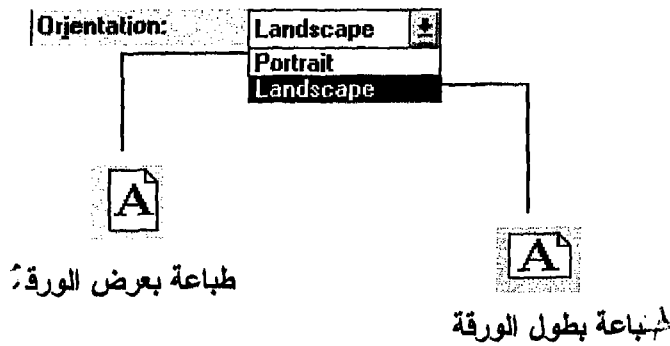 Orientation: Landscape
Portrait
Landscape
A
طباعة بعرض الورقة
A
طباعة بطول الورقة